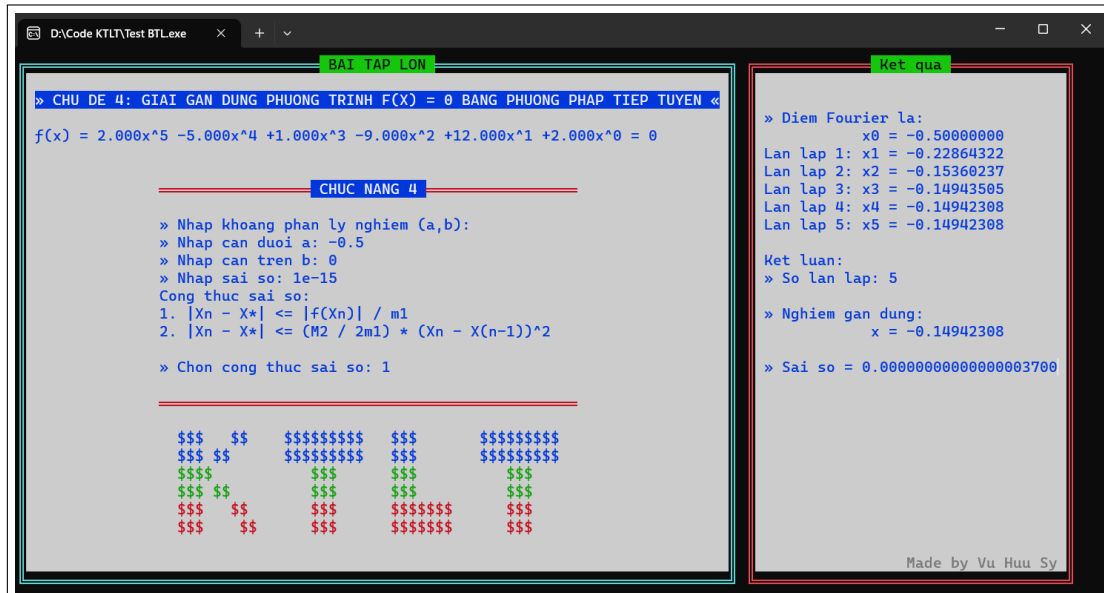 D:\Code KTLT\Test BTL.exe
BAI TAP LON
» CHU DE 4: GIAI GAN DUNG PHUONG TRINH F(X) = 0 BANG PHUONG PHAP TIEP TUYEN «
f(x) = 2.000x^5 -5.000x^4 +1.000x^3 -9.000x^2 +12.000x^1 +2.000x^0 = 0
CHUC NANG 4
» Nhap khoang phan ly nghiem (a,b):
» Nhap can duoi a: -0.5
» Nhap can tren b: 0
» Nhap sai so: 1e-15
Cong thuc sai so:
1. |Xn - X*| <= |f(Xn)| / m1
2. |Xn - X*| <= (M2 / 2m1) * (Xn - X(n-1))^2
» Chon cong thuc sai so: 1
$$$   $$    $$$$$$$$$   $$$       $$$$$$$$$
$$$ $$      $$$$$$$$$   $$$       $$$$$$$$$
$$$$           $$$      $$$          $$$
$$$ $$         $$$      $$$          $$$
$$$   $$       $$$      $$$$$$$      $$$
$$$    $$      $$$      $$$$$$$      $$$
Ket qua
» Diem Fourier la:
x0 = -0.50000000
Lan lap 1: x1 = -0.22864322
Lan lap 2: x2 = -0.15360237
Lan lap 3: x3 = -0.14943505
Lan lap 4: x4 = -0.14942308
Lan lap 5: x5 = -0.14942308
Ket luan:
» So lan lap: 5
» Nghiem gan dung:
x = -0.14942308
» Sai so = 0.00000000000000003700
Made by Vu Huu Sy